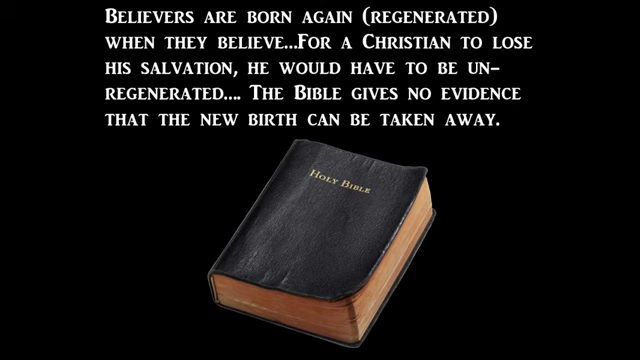 Believers are born again (regenerated)
when they believe...For a Christian to lose
his salvation, he would have to be un-
regenerated.... The Bible gives no evidence
that the new birth can be taken away.
Holy Bible